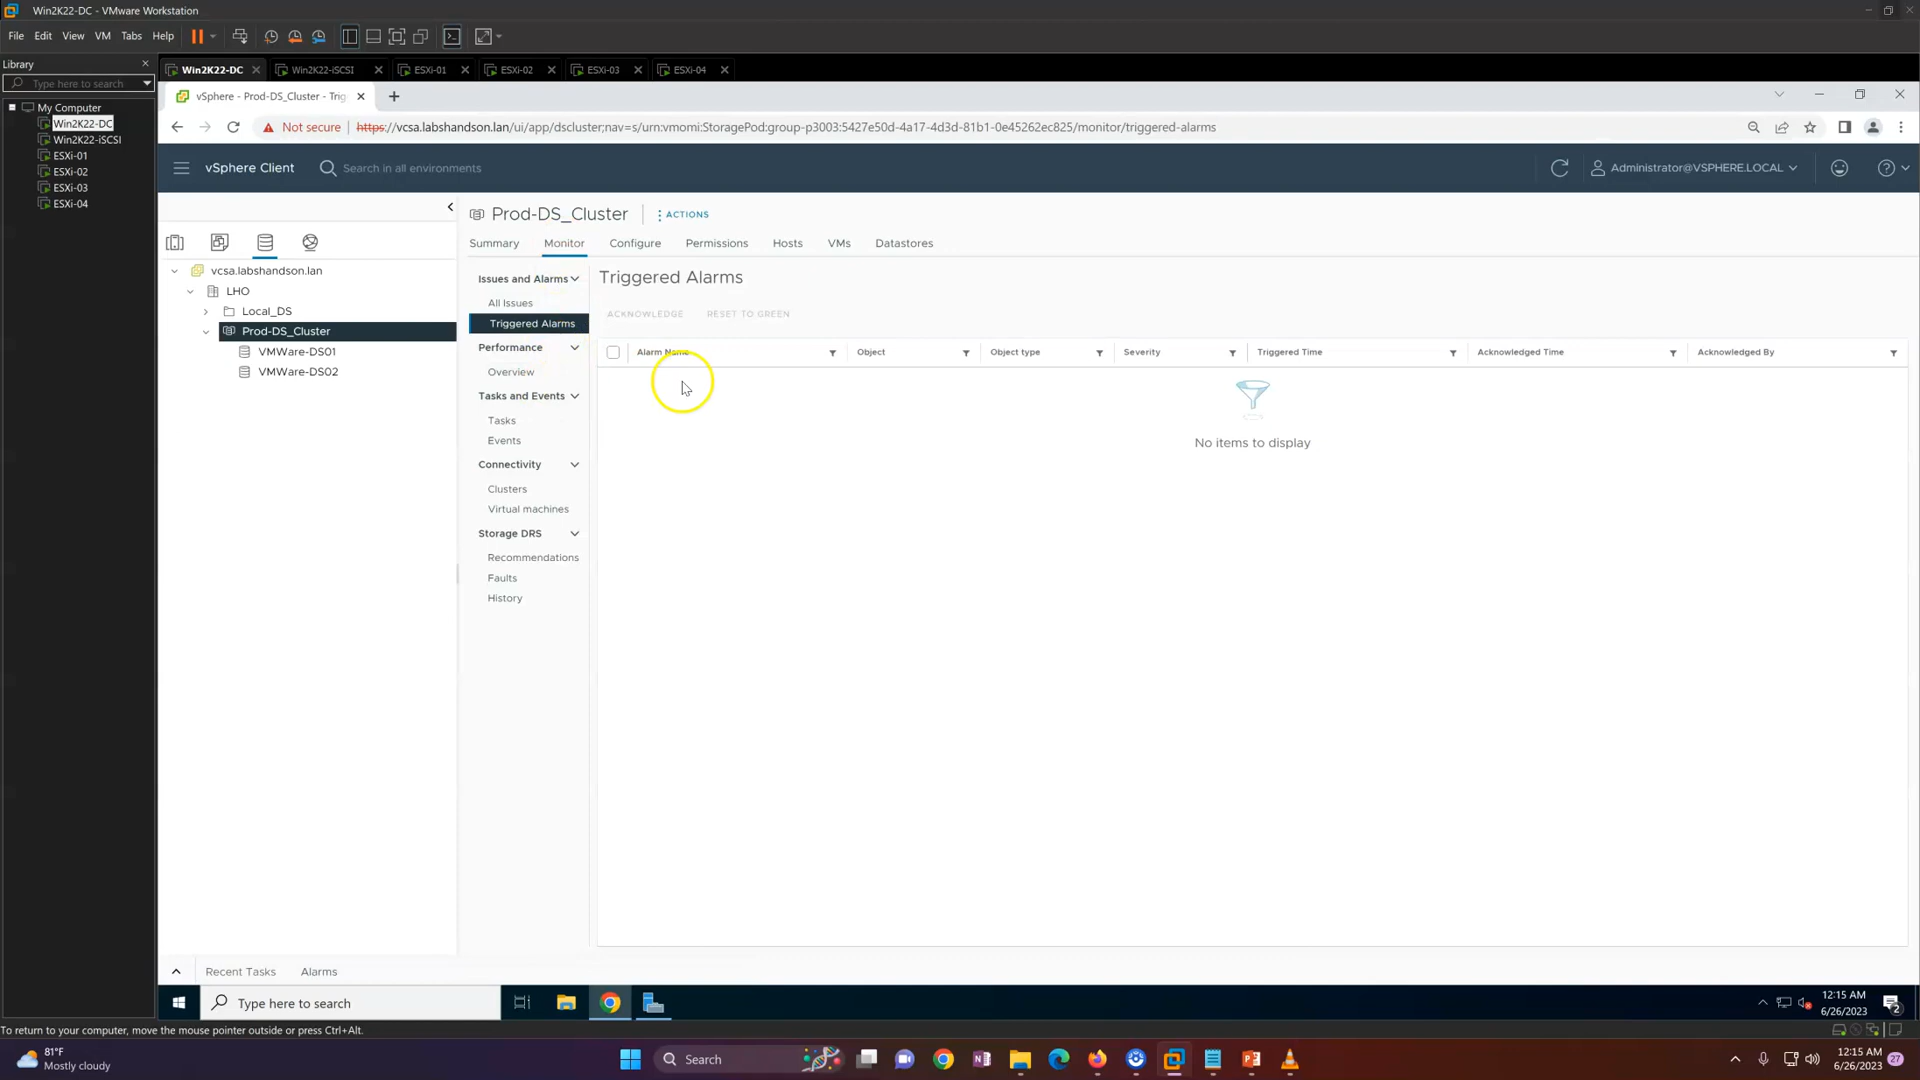 Win2K22-DC - VMware Workstation
File Edit View VM Tabs Help
Library
Type here to search
My Computer
Win2K22-DC
Win2K22-iSCSI
ESXi-01
ESXi-02
ESXi-03
ESXi-04
Win2K22-DC Win2K22-iSCSI ESXi-01 ESXi-02 ESXi-03 ESXi-04
vSphere - Prod-DS_Cluster - Trig
Not secure https://vcsa.labshandson.lan/ui/app/dscluster;nav=s/urn:vmomi:StoragePod:group-p3003:5427e50d-4a17-4d3d-81b1-0e45262ec825/monitor/triggered-alarms
vSphere Client Search in all environments Administrator@VSPHERE.LOCAL
vcsa.labshandson.lan
LHO
Local_DS
Prod-DS_Cluster
VMWare-DS01
VMWare-DS02
Prod-DS_Cluster ACTIONS
Summary Monitor Configure Permissions Hosts VMs Datastores
Issues and Alarms
All Issues
Triggered Alarms
Performance
Overview
Tasks and Events
Tasks
Events
Connectivity
Clusters
Virtual machines
Storage DRS
Recommendations
Faults
History
Triggered Alarms
ACKNOWLEDGE RESET TO GREEN
Alarm Name Object Object type Severity Triggered Time Acknowledged Time Acknowledged By
No items to display
Recent Tasks Alarms
Type here to search
12:15 AM
6/26/2023
2
To return to your computer, move the mouse pointer outside or press Ctrl+Alt.
81°F
Mostly cloudy
Search
12:15 AM
6/26/2023
27